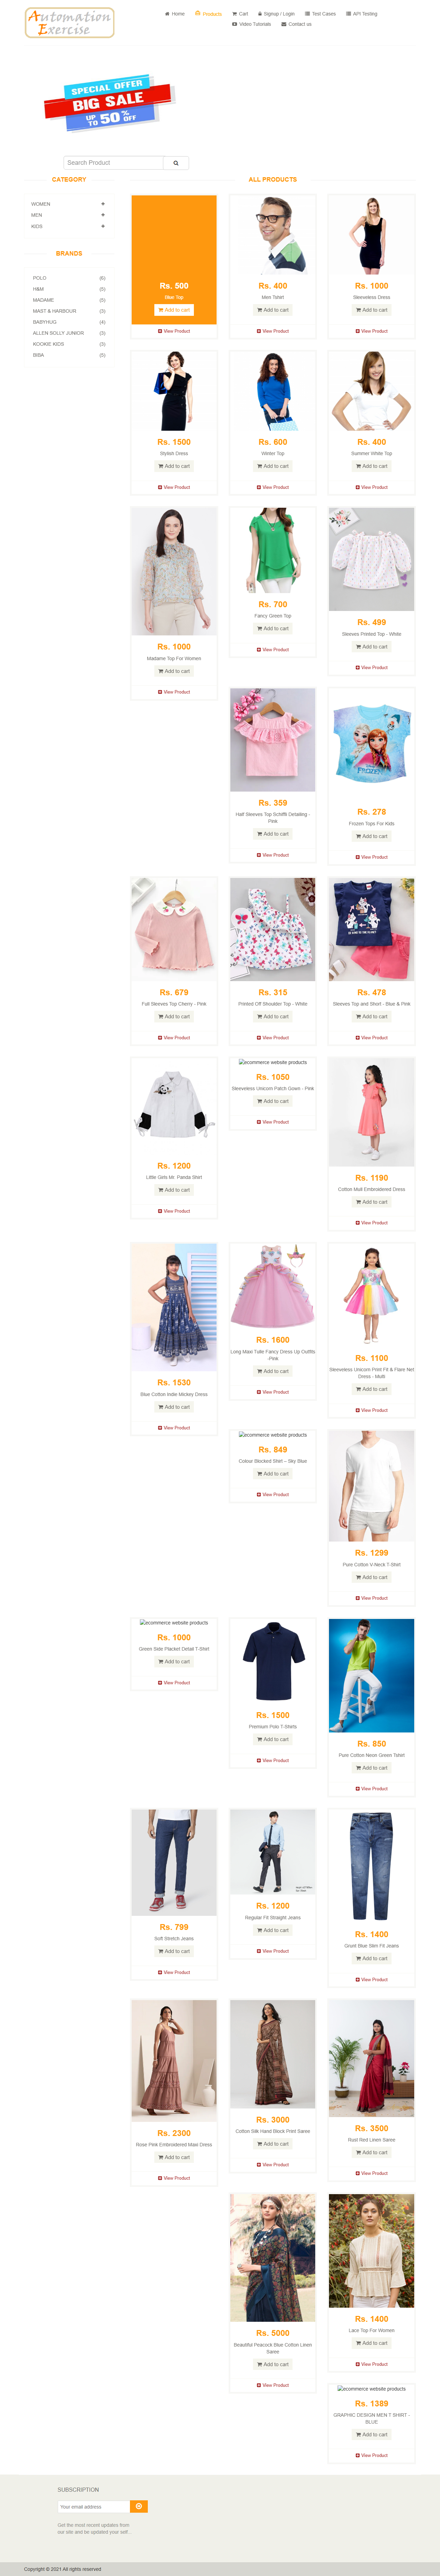 Automation
Exercise
Home
Products
Cart
Signup / Login
Test Cases
API Testing
Video Tutorials
Contact us
SPECIAL OFFER
BIG SALE
UP TO 50% OFF
Search Product
CATEGORY
WOMEN
MEN
KIDS
BRANDS
POLO (6)
H&M (5)
MADAME (5)
MAST & HARBOUR (3)
BABYHUG (4)
ALLEN SOLLY JUNIOR (3)
KOOKIE KIDS (3)
BIBA (5)
ALL PRODUCTS
Rs. 500
Blue Top
Add to cart
View Product
Rs. 400
Men Tshirt
Add to cart
View Product
Rs. 1000
Sleeveless Dress
Add to cart
View Product
Rs. 1500
Stylish Dress
Add to cart
View Product
Rs. 600
Winter Top
Add to cart
View Product
Rs. 400
Summer White Top
Add to cart
View Product
Rs. 1000
Madame Top For Women
Add to cart
View Product
Rs. 700
Fancy Green Top
Add to cart
View Product
Rs. 499
Sleeves Printed Top - White
Add to cart
View Product
Rs. 359
Half Sleeves Top Schiffli Detailing -
Pink
Add to cart
View Product
FROZEN
Rs. 278
Frozen Tops For Kids
Add to cart
View Product
Rs. 679
Full Sleeves Top Cherry - Pink
Add to cart
View Product
Rs. 315
Printed Off Shoulder Top - White
Add to cart
View Product
Rs. 478
Sleeves Top and Short - Blue & Pink
Add to cart
View Product
Rs. 1200
Little Girls Mr. Panda Shirt
Add to cart
View Product
ecommerce website products
Rs. 1050
Sleeveless Unicorn Patch Gown - Pink
Add to cart
View Product
Rs. 1190
Cotton Mull Embroidered Dress
Add to cart
View Product
Rs. 1530
Blue Cotton Indie Mickey Dress
Add to cart
View Product
Rs. 1600
Long Maxi Tulle Fancy Dress Up Outfits
-Pink
Add to cart
View Product
Rs. 1100
Sleeveless Unicorn Print Fit & Flare Net
Dress - Multi
Add to cart
View Product
ecommerce website products
Rs. 849
Colour Blocked Shirt – Sky Blue
Add to cart
View Product
Rs. 1299
Pure Cotton V-Neck T-Shirt
Add to cart
View Product
ecommerce website products
Rs. 1000
Green Side Placket Detail T-Shirt
Add to cart
View Product
Rs. 1500
Premium Polo T-Shirts
Add to cart
View Product
Rs. 850
Pure Cotton Neon Green Tshirt
Add to cart
View Product
Rs. 799
Soft Stretch Jeans
Add to cart
View Product
Rs. 1200
Regular Fit Straight Jeans
Add to cart
View Product
Rs. 1400
Grunt Blue Slim Fit Jeans
Add to cart
View Product
Rs. 2300
Rose Pink Embroidered Maxi Dress
Add to cart
View Product
Rs. 3000
Cotton Silk Hand Block Print Saree
Add to cart
View Product
Rs. 3500
Rust Red Linen Saree
Add to cart
View Product
Rs. 5000
Beautiful Peacock Blue Cotton Linen
Saree
Add to cart
View Product
Rs. 1400
Lace Top For Women
Add to cart
View Product
ecommerce website products
Rs. 1389
GRAPHIC DESIGN MEN T SHIRT -
BLUE
Add to cart
View Product
SUBSCRIPTION
Your email address
Get the most recent updates from
our site and be updated your self...
Copyright © 2021 All rights reserved